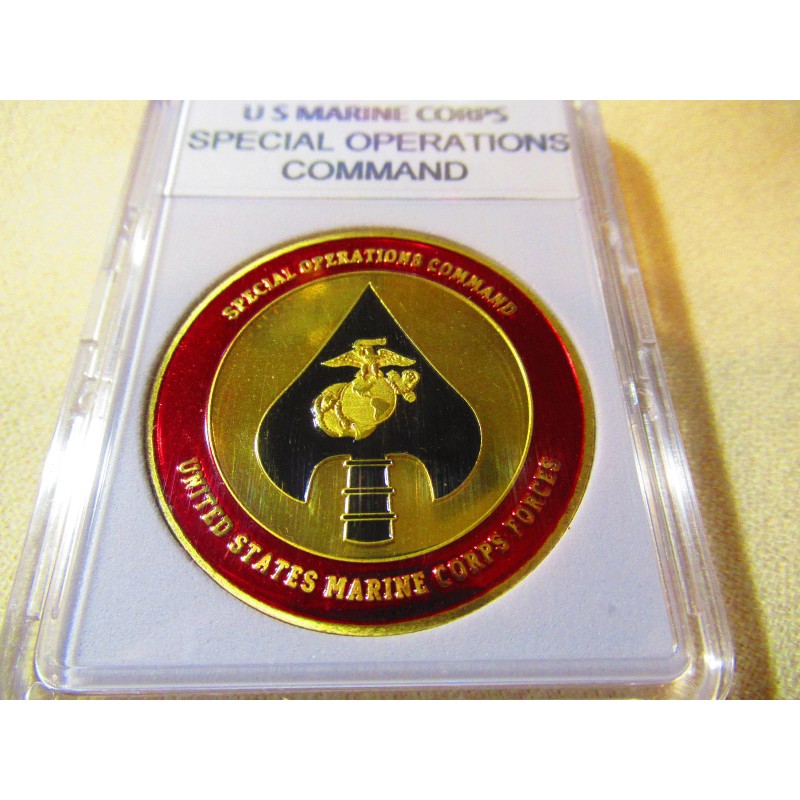 U S MARINE CORPS
SPECIAL OPERATIONS
COMMAND
SPECIAL OPERATIONS COMMAND
UNITED STATES MARINE CORPS FORCES